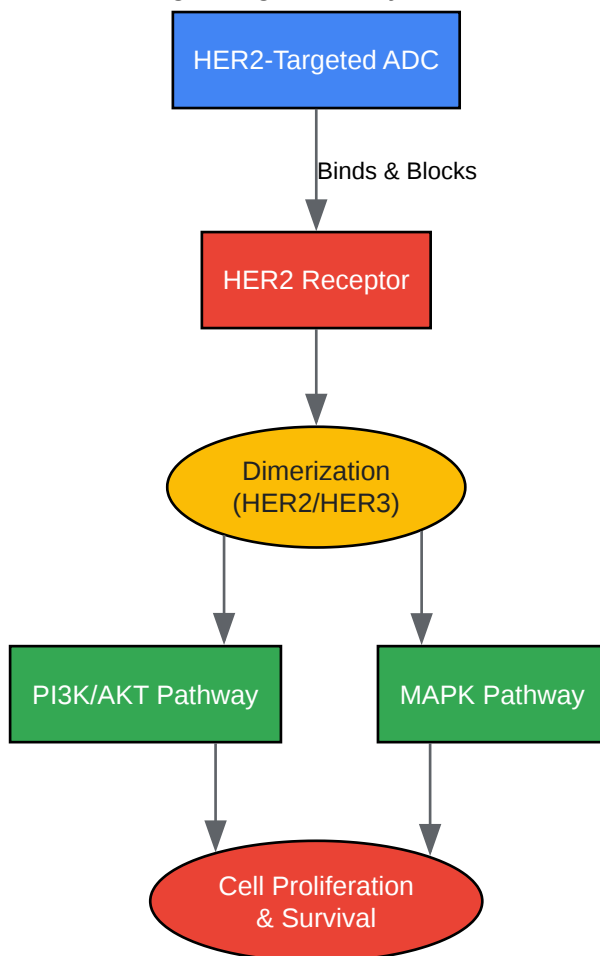 HER2-Targeted ADC
Binds & Blocks
HER2 Receptor
Dimerization
(HER2/HER3)
PI3K/AKT Pathway
MAPK Pathway
Cell Proliferation
& Survival